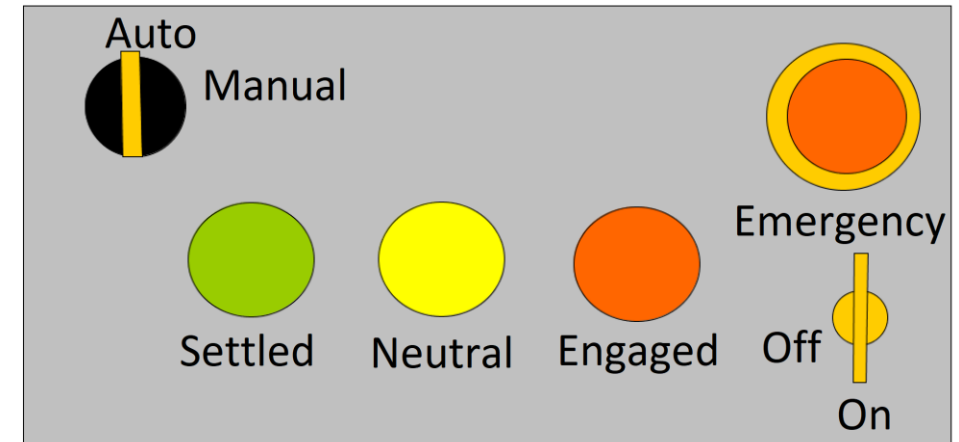 Auto
Manual
Emergency
Settled
Neutral
Engaged
Off
On